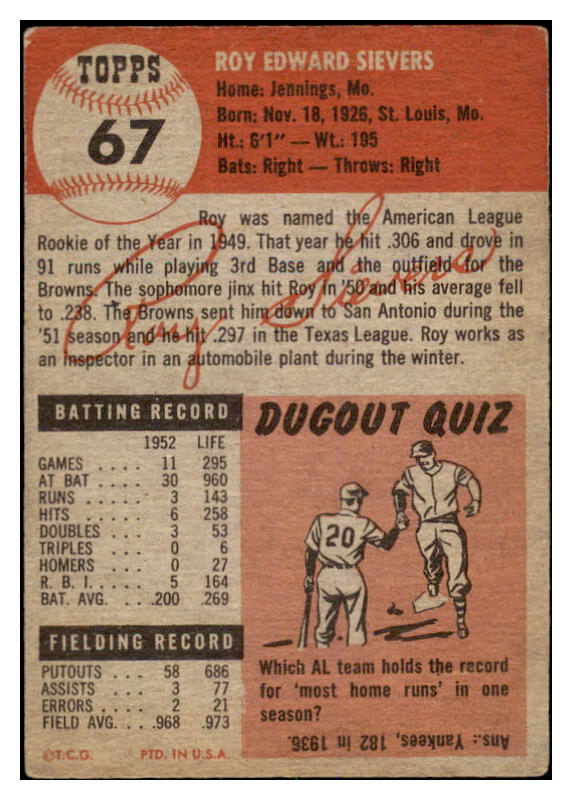 TOPPS
67
ROY EDWARD SIEVERS
Home: Jennings, Mo.
Born: Nov. 18, 1926, St. Louis, Mo.
Ht.: 6'1" — Wt.: 195
Bats: Right — Throws: Right
Roy was named the American League
Rookie of the Year in 1949. That year he hit .306 and drove in
91 runs while playing 3rd Base and the outfield for the
Browns. The sophomore jinx hit Roy in '50 and his average fell
to .238. The Browns sent him down to San Antonio during the
'51 season and he hit .297 in the Texas League. Roy works as
an inspector in an automobile plant during the winter.
Roy Sievers
BATTING RECORD
1952 LIFE
GAMES .... 11 295
AT BAT .... 30 960
RUNS ..... 3 143
HITS ..... 6 258
DOUBLES ... 3 53
TRIPLES ... 0 6
HOMERS ... 0 27
R. B. I. .... 5 164
BAT. AVG. ... .200 .269
FIELDING RECORD
PUTOUTS ... 58 686
ASSISTS ... 3 77
ERRORS .... 2 21
FIELD AVG. ... .968 .973
©T.C.G. PTD. IN U.S.A.
DUGOUT QUIZ
20
Which AL team holds the record
for 'most home runs' in one
season?
Ans.: Yankees, 182 in 1936.